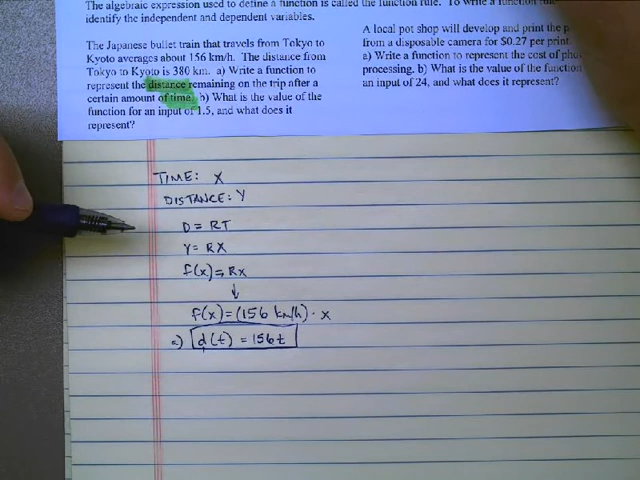 The algebraic expression used to define a function is called the function rule. To write a function
identify the independent and dependent variables.
The Japanese bullet train that travels from Tokyo to
Kyoto averages about 156 km/h. The distance from
Tokyo to Kyoto is 380 km. a) Write a function to
represent the distance remaining on the trip after a
certain amount of time. b) What is the value of the
function for an input of 1.5, and what does it
represent?
A local pot shop will develop and print the
from a disposable camera for $0.27 per print.
a) Write a function to represent the cost of
processing. b) What is the value of the function
an input of 24, and what does it represent?
TIME: X
DISTANCE: Y
D = RT
Y = RX
f(x) = Rx
f(x) = (156 km/h) · x
a) d(t) = 156t